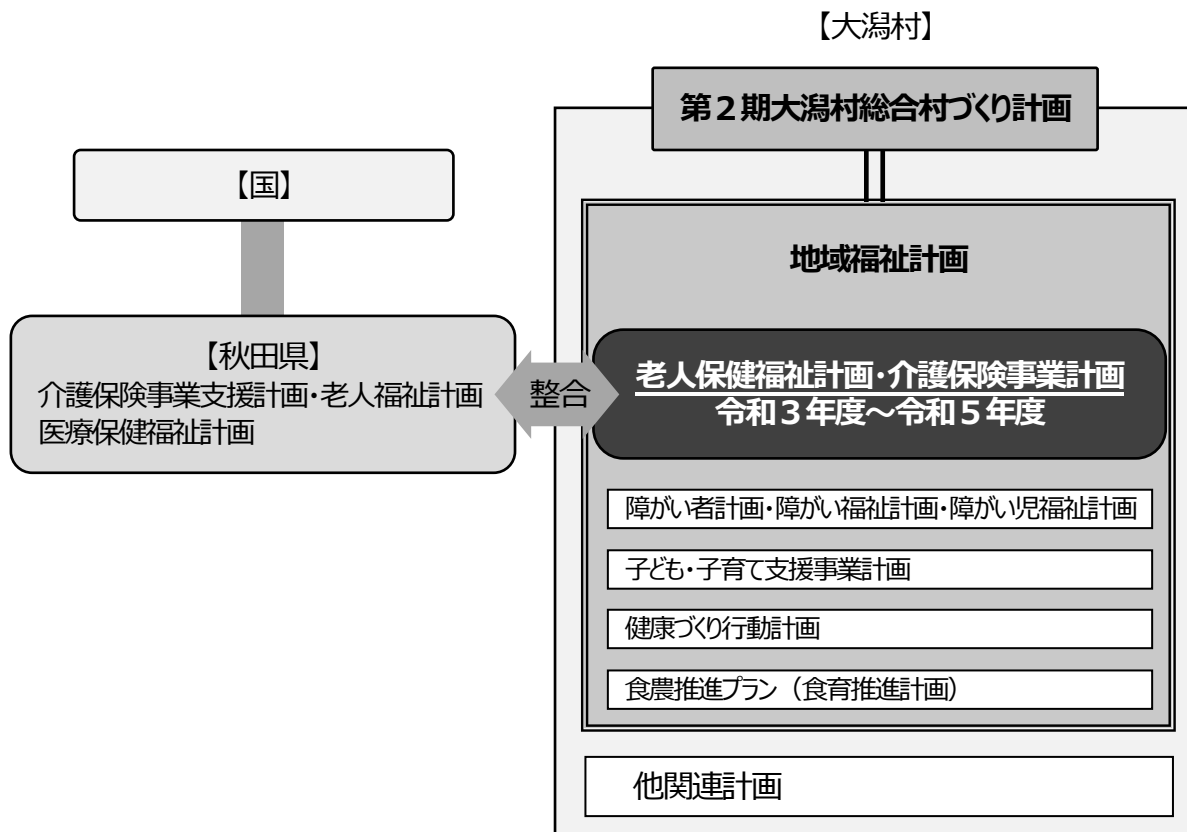 【大潟村】
第２期大潟村総合村づくり計画
【国】
地域福祉計画
【秋田県】
介護保険事業支援計画・老人福祉計画
医療保健福祉計画
整合
老人保健福祉計画・介護保険事業計画
令和３年度～令和５年度
障がい者計画・障がい福祉計画・障がい児福祉計画
子ども・子育て支援事業計画
健康づくり行動計画
食農推進プラン（食育推進計画）
他関連計画